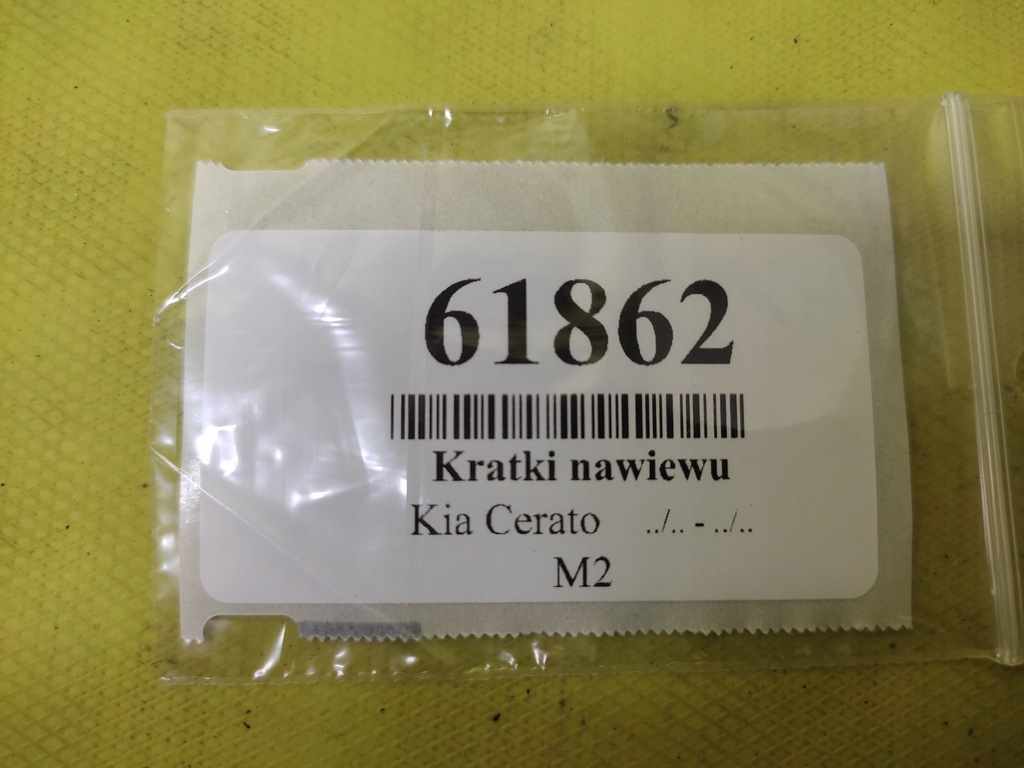 61862
Kratki nawiewu
Kia Cerato ../.. - ../..
M2